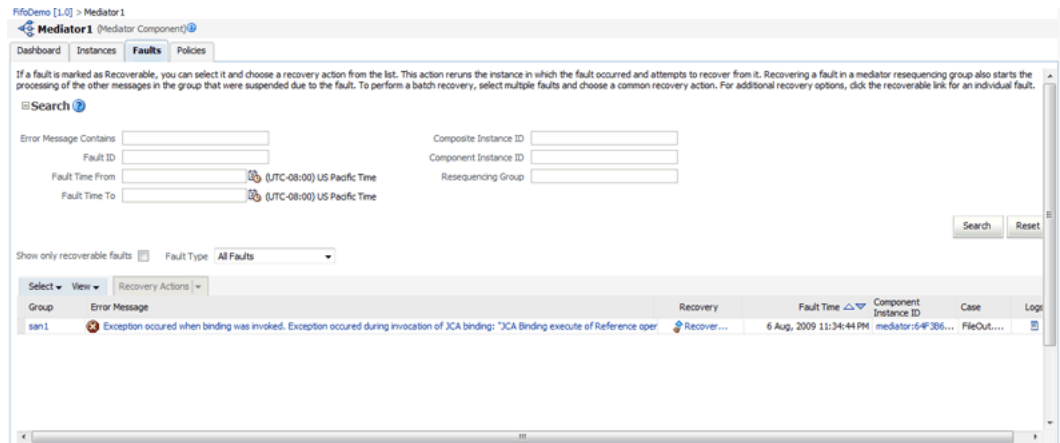 FifoDemo [1.0] > Mediator1
Mediator1 (Mediator Component)
Dashboard Instances Faults Policies
If a fault is marked as Recoverable, you can select it and choose a recovery action from the list. This action reruns the instance in which the fault occurred and attempts to recover from it. Recovering a fault in a mediator resequencing group also starts the
processing of the other messages in the group that were suspended due to the fault. To perform a batch recovery, select multiple faults and choose a common recovery action. For additional recovery options, click the recoverable link for an individual fault.
Search
Error Message Contains Composite Instance ID
Fault ID Component Instance ID
Fault Time From (UTC-08:00) US Pacific Time Resequencing Group
Fault Time To (UTC-08:00) US Pacific Time
Search Reset
Show only recoverable faults Fault Type All Faults
Select View Recovery Actions
Group Error Message Recovery Fault Time Component Instance ID Case Logs
san1 Exception occured when binding was invoked. Exception occured during invocation of JCA binding: "JCA Binding execute of Reference oper Recover... 6 Aug, 2009 11:34:44 PM mediator:64F3B6... FileOut....